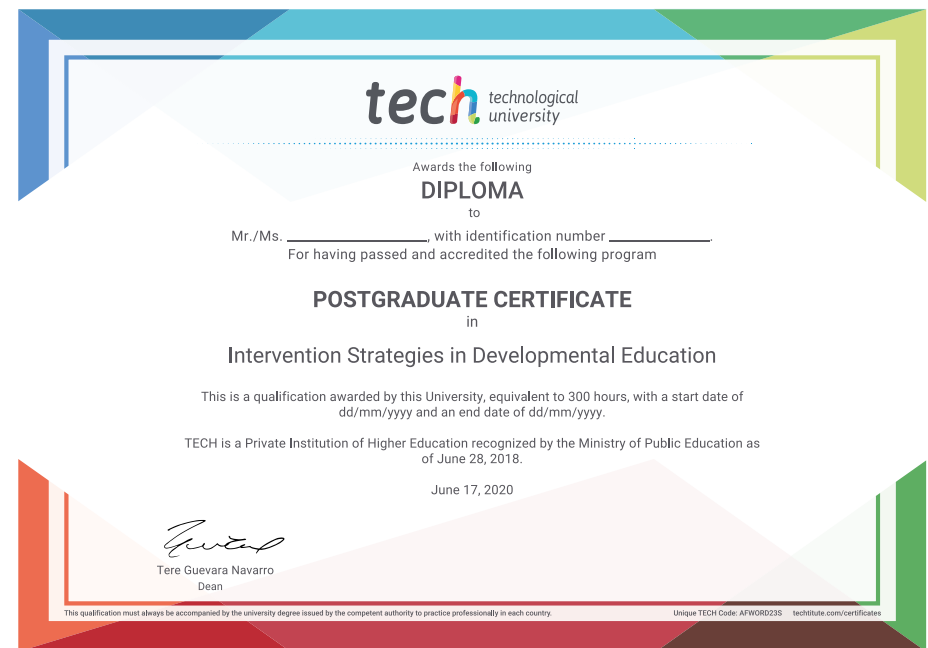 tech technological
university
Awards the following
DIPLOMA
to
Mr./Ms. ____________________, with identification number ______________.
For having passed and accredited the following program
POSTGRADUATE CERTIFICATE
in
Intervention Strategies in Developmental Education
This is a qualification awarded by this University, equivalent to 300 hours, with a start date of
dd/mm/yyyy and an end date of dd/mm/yyyy.
TECH is a Private Institution of Higher Education recognized by the Ministry of Public Education as
of June 28, 2018.
June 17, 2020
Tere Guevara Navarro
Dean
This qualification must always be accompanied by the university degree issued by the competent authority to practice professionally in each country. Unique TECH Code: AFWORD23S techtitute.com/certificates